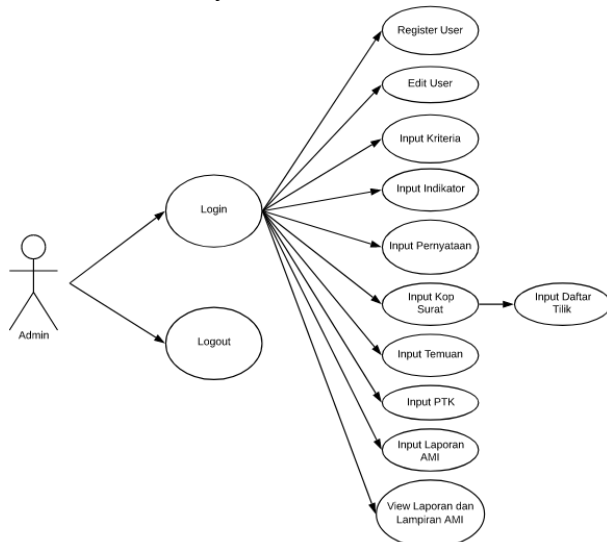 Register User
Edit User
Input Kriteria
Input Indikator
Login
Input Pernyataan
Input Kop
Surat
Input Daftar
Tilik
Admin
Logout
Input Temuan
Input PTK
Input Laporan
AMI
View Laporan dan
Lampiran AMI